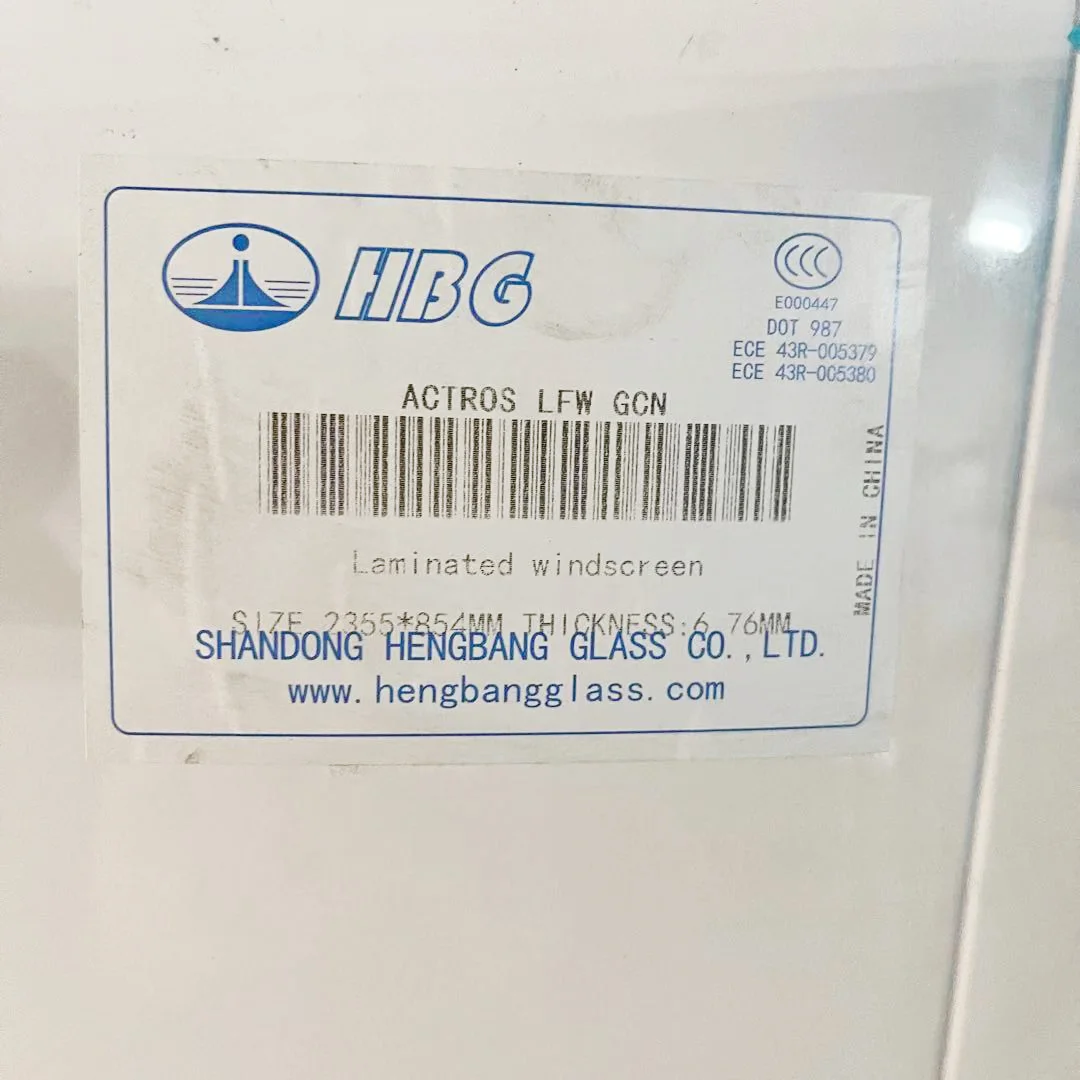 HBG
E000447
DOT 987
ECE 43R-005379
ECE 43R-005380
ACTROS LFW GCN
MADE IN CHINA
Laminated windscreen
SIZE 2355*854MM THICKNESS:6.76MM
SHANDONG HENGBANG GLASS CO.,LTD.
www.hengbangglass.com